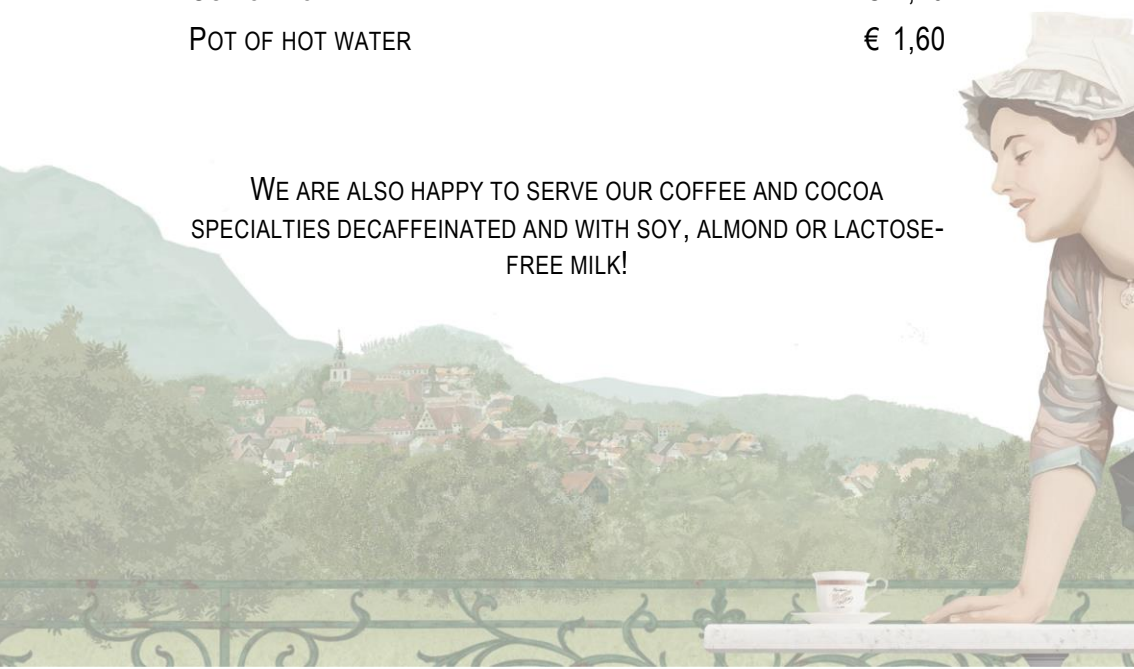 POT OF HOT WATER € 1,60
WE ARE ALSO HAPPY TO SERVE OUR COFFEE AND COCOA
SPECIALTIES DECAFFEINATED AND WITH SOY, ALMOND OR LACTOSE-
FREE MILK!